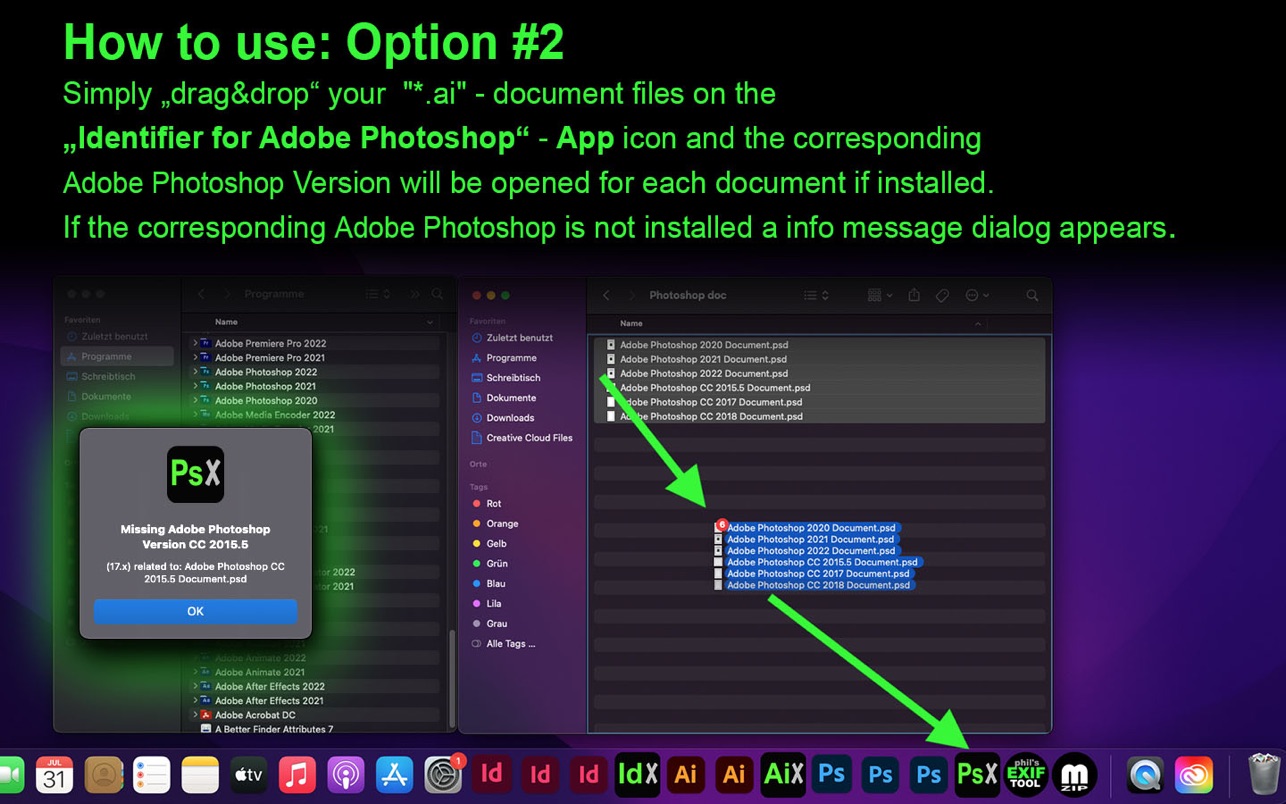 How to use: Option #2
Simply „drag&drop“ your "*.ai" - document files on the
„Identifier for Adobe Photoshop“ - App icon and the corresponding
Adobe Photoshop Version will be opened for each document if installed.
If the corresponding Adobe Photoshop is not installed a info message dialog appears.
Programme
Favoriten
Zuletzt benutzt
Programme
Schreibtisch
Dokumente
Downloads
Name
Adobe Premiere Pro 2022
Adobe Premiere Pro 2021
Adobe Photoshop 2022
Adobe Photoshop 2021
Adobe Photoshop 2020
Adobe Media Encoder 2022
2021
PsX
Missing Adobe Photoshop
Version CC 2015.5
(17.x) related to: Adobe Photoshop CC
2015.5 Document.psd
OK
21
tor 2022
tor 2021
Adobe Animate 2022
Adobe Animate 2021
Adobe After Effects 2022
Adobe After Effects 2021
Adobe Acrobat DC
A Better Finder Attributes 7
Photoshop doc
Favoriten
Zuletzt benutzt
Programme
Schreibtisch
Dokumente
Downloads
Creative Cloud Files
Orte
Tags
Rot
Orange
Gelb
Grün
Blau
Lila
Grau
Alle Tags ...
Name
Adobe Photoshop 2020 Document.psd
Adobe Photoshop 2021 Document.psd
Adobe Photoshop 2022 Document.psd
Adobe Photoshop CC 2015.5 Document.psd
Adobe Photoshop CC 2017 Document.psd
Adobe Photoshop CC 2018 Document.psd
6
Adobe Photoshop 2020 Document.psd
Adobe Photoshop 2021 Document.psd
Adobe Photoshop 2022 Document.psd
Adobe Photoshop CC 2015.5 Document.psd
Adobe Photoshop CC 2017 Document.psd
Adobe Photoshop CC 2018 Document.psd
JUL
31
tv
1
Id
Id
Id
IdX
Ai
Ai
AiX
Ps
Ps
Ps
PsX
phil's
EXIF
TOOL
m
ZIP